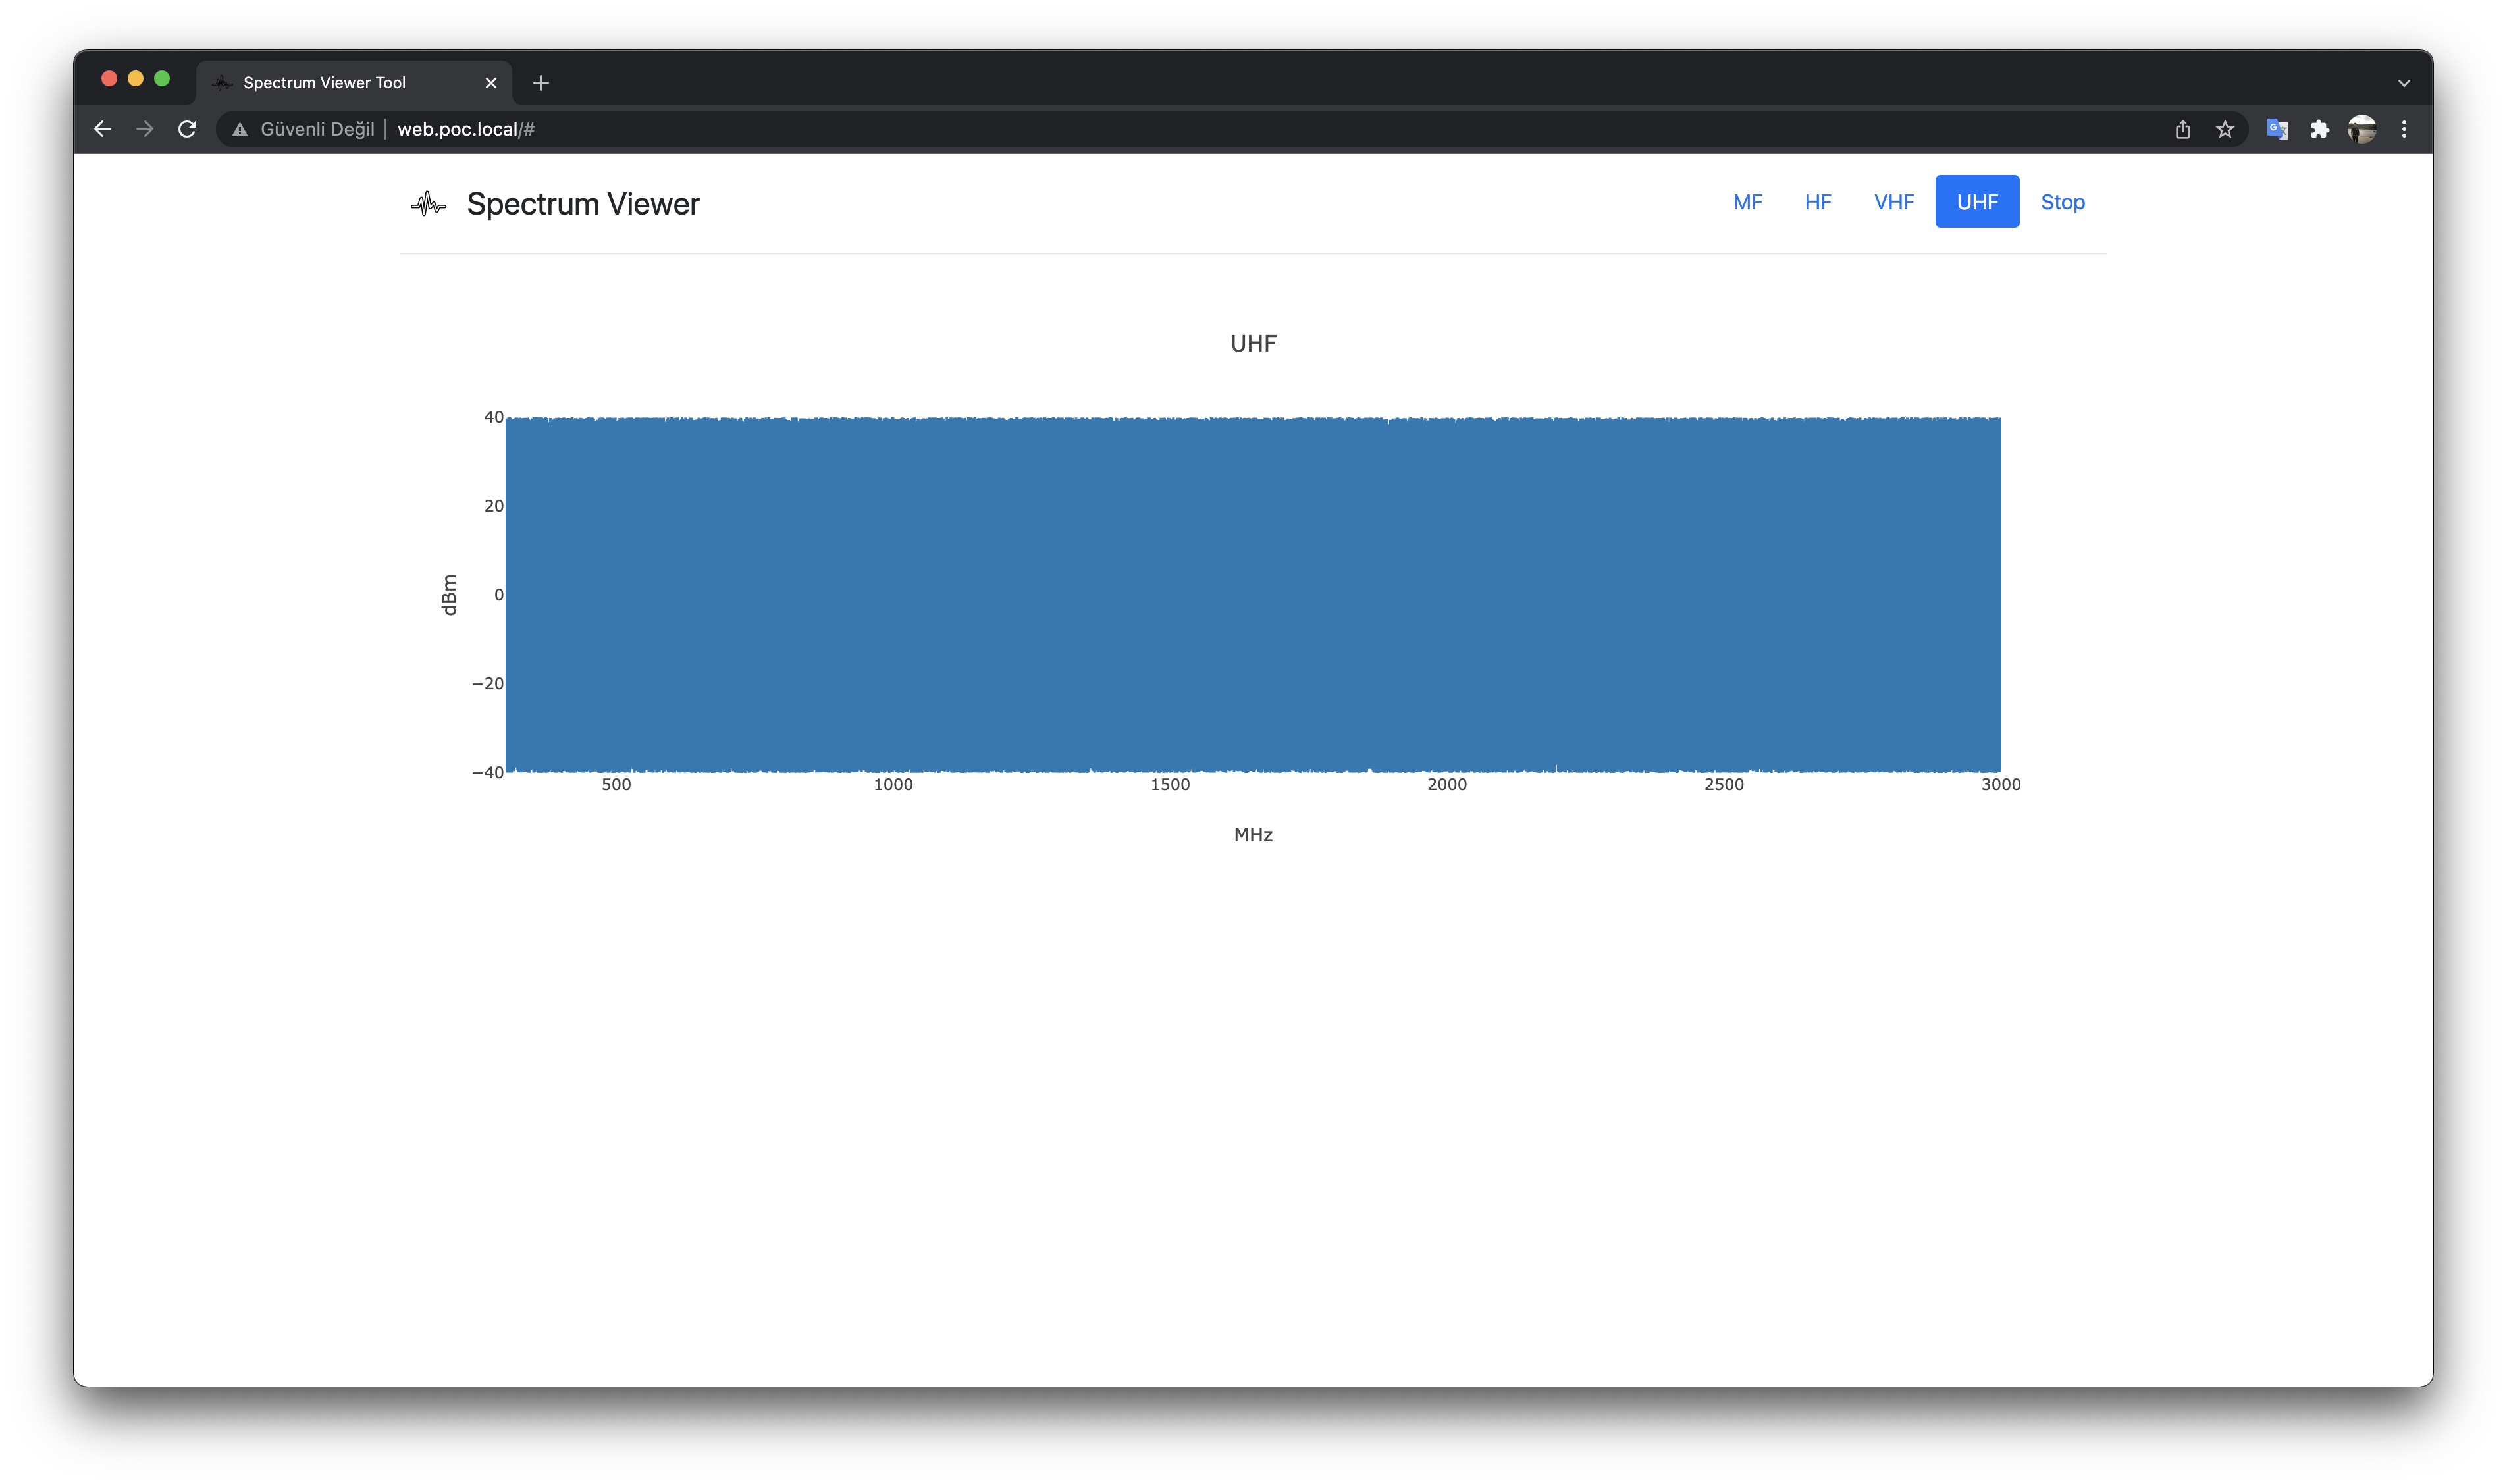 Spectrum Viewer Tool
Güvenli Değil
web.poc.local/#
Spectrum Viewer
MF
HF
VHF
UHF
Stop
UHF
40
20
0
−20
−40
dBm
500
1000
1500
2000
2500
3000
MHz